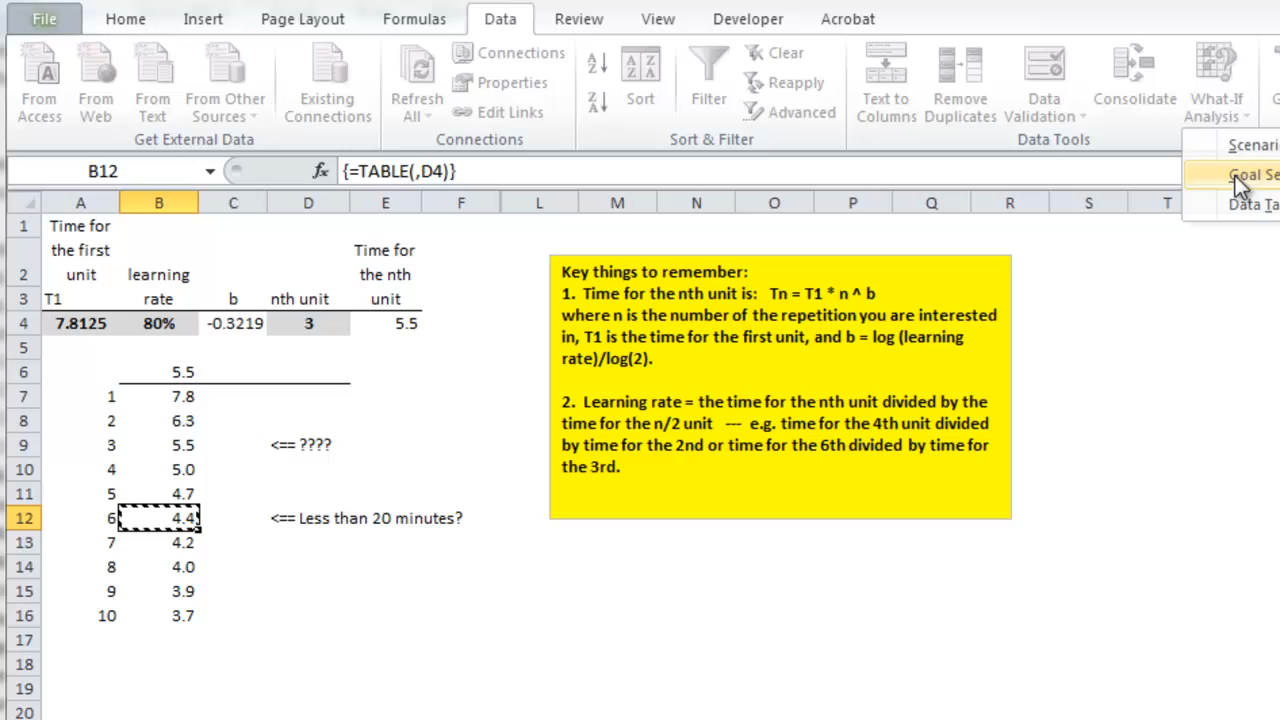 File Home Insert Page Layout Formulas Data Review View Developer Acrobat
From Access
From Web
From Text
From Other Sources
Existing Connections
Get External Data
Refresh All
Connections
Properties
Edit Links
Connections
A Z
Z A
Sort
Filter
Clear
Reapply
Advanced
Sort & Filter
Text to Columns
Remove Duplicates
Data Validation
Consolidate
What-If Analysis
Data Tools
Goal
Data
B12 fx {=TABLE(,D4)}
A B C D E F L M N O P Q R S T
1 Time for
the first Time for
2 unit learning the nth
3 T1 rate b nth unit unit
4 7.8125 80% -0.3219 3 5.5
5
6 5.5
7 1 7.8
8 2 6.3
9 3 5.5 <== ????
10 4 5.0
11 5 4.7
12 6 4.4 <== Less than 20 minutes?
13 7 4.2
14 8 4.0
15 9 3.9
16 10 3.7
17
18
19
20
Key things to remember:
1. Time for the nth unit is: Tn = T1 * n ^ b
where n is the number of the repetition you are interested
in, T1 is the time for the first unit, and b = log (learning
rate)/log(2).
2. Learning rate = the time for the nth unit divided by the
time for the n/2 unit --- e.g. time for the 4th unit divided
by time for the 2nd or time for the 6th divided by time for
the 3rd.